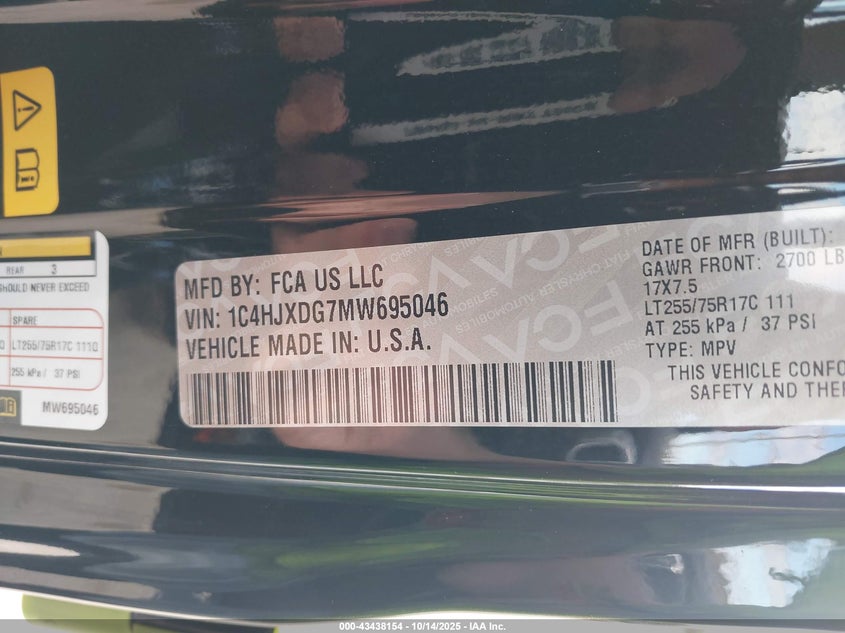 REAR 3
SHOULD NEVER EXCEED
SPARE
LT255/75R17C 111Q
255 kPa / 37 PSI
MW695046
MFD BY: FCA US LLC
VIN: 1C4HJXDG7MW695046
VEHICLE MADE IN: U.S.A.
DATE OF MFR (BUILT):
GAWR FRONT: 2700 LB
17X7.5
LT255/75R17C 111
AT 255 kPa / 37 PSI
TYPE: MPV
THIS VEHICLE CONFO
SAFETY AND THE
000-43438154 - 10/14/2025 - IAA Inc.